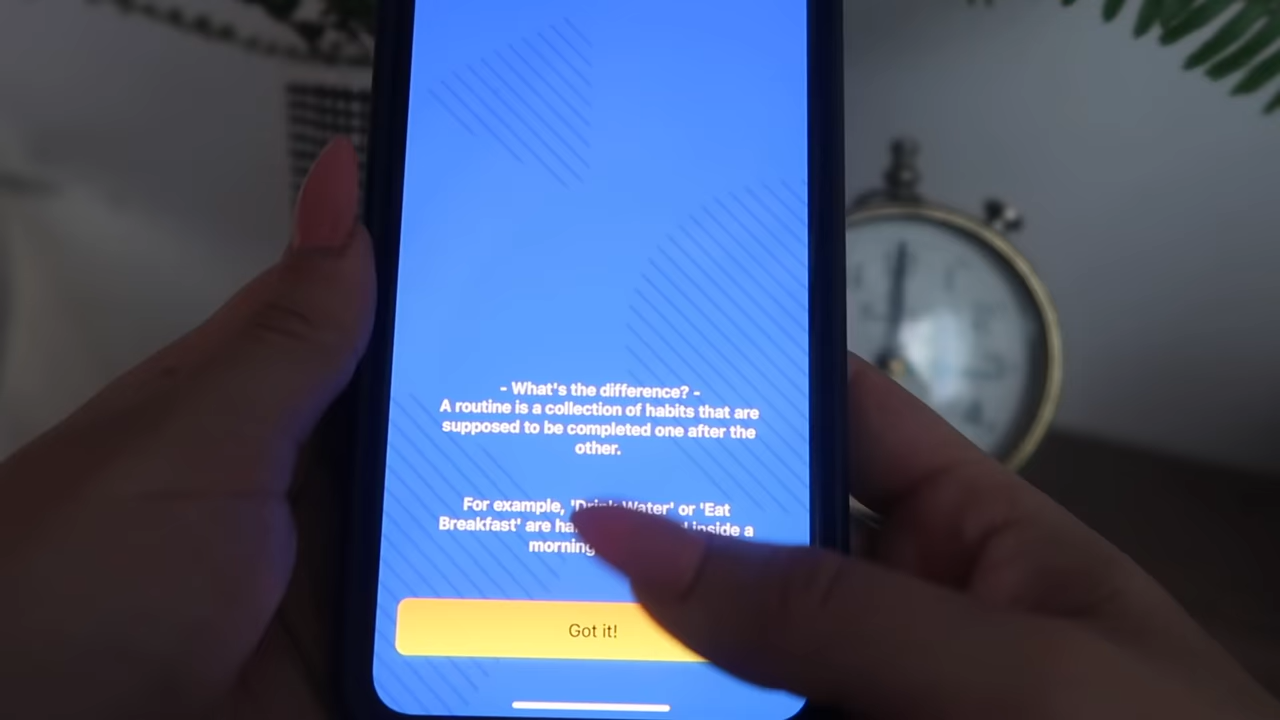 - What's the difference? -
A routine is a collection of habits that are
supposed to be completed one after the
other.
For example, 'Drink Water' or 'Eat
Breakfast' are inside a
morning
Got it!